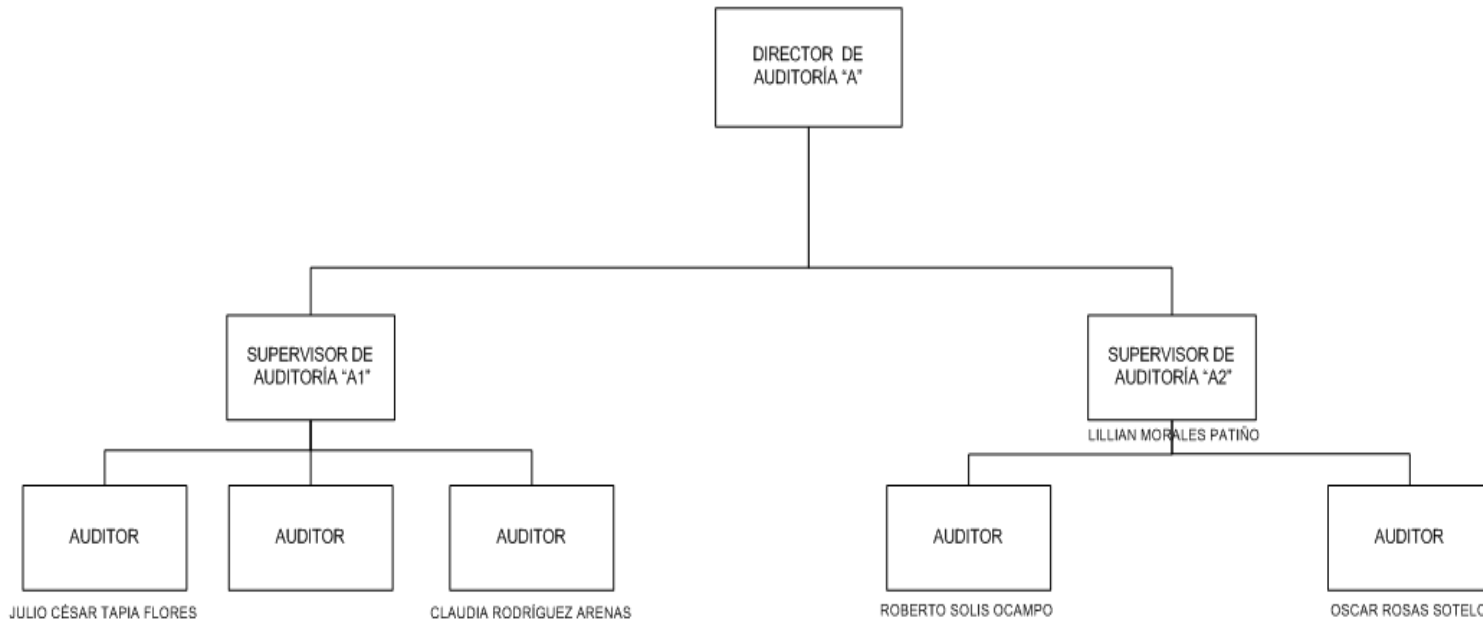 DIRECTOR DE
AUDITORÍA “A”
SUPERVISOR DE
AUDITORÍA “A1”
SUPERVISOR DE
AUDITORÍA “A2”
LILLIAN MORALES PATIÑO
AUDITOR
AUDITOR
AUDITOR
AUDITOR
AUDITOR
JULIO CÉSAR TAPIA FLORES
CLAUDIA RODRÍGUEZ ARENAS
ROBERTO SOLIS OCAMPO
OSCAR ROSAS SOTELO